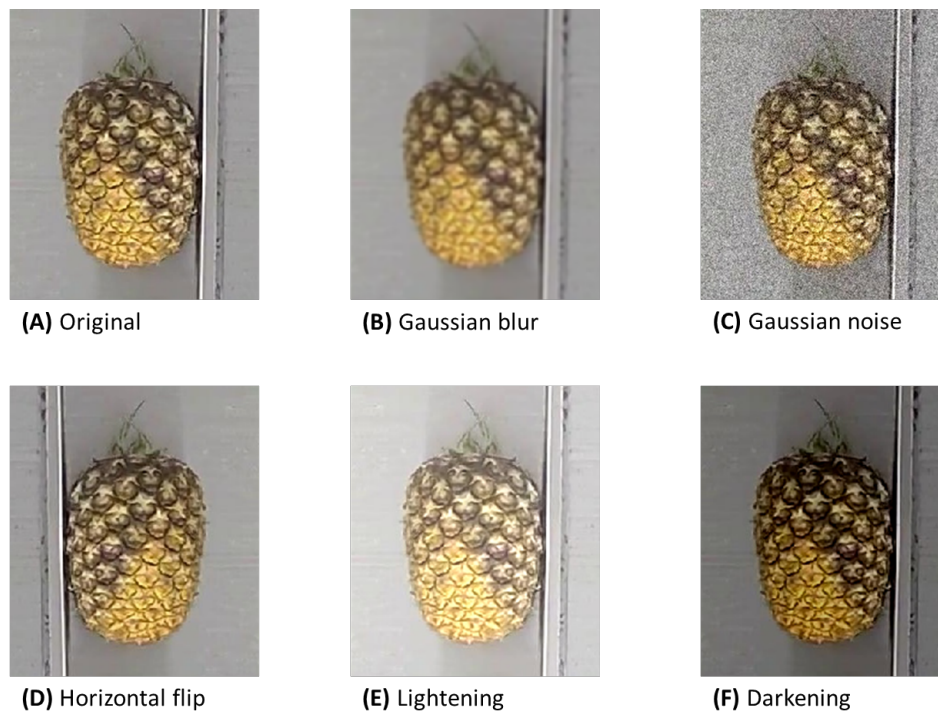 (A) Original
(B) Gaussian blur
(C) Gaussian noise
(D) Horizontal flip
(E) Lightening
(F) Darkening